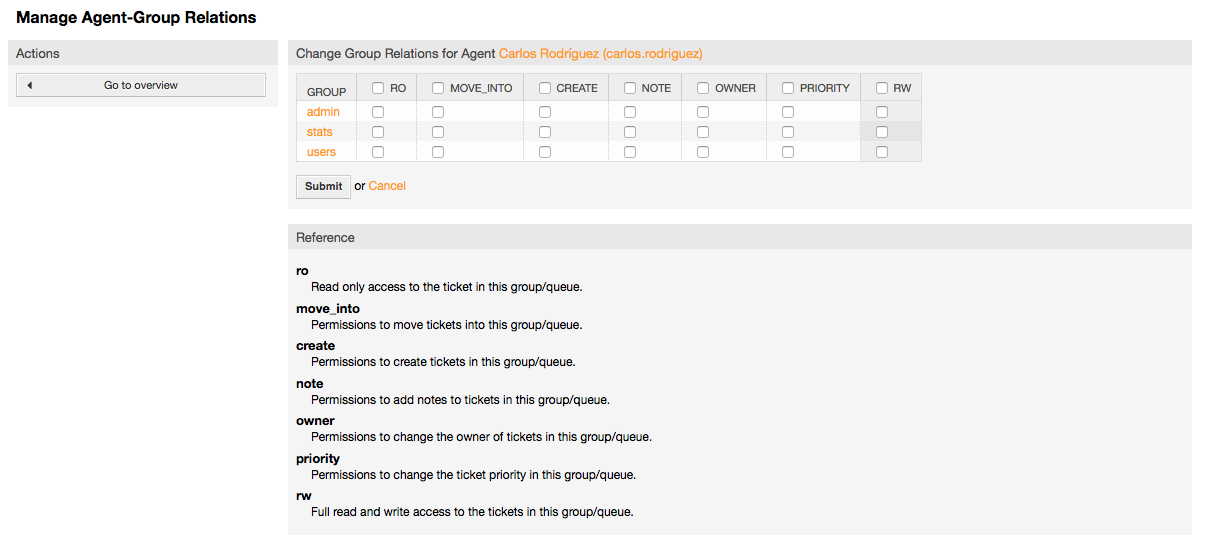 Manage Agent-Group Relations
Actions
Go to overview
Change Group Relations for Agent Carlos Rodríguez (carlos.rodriguez)
GROUP RO MOVE_INTO CREATE NOTE OWNER PRIORITY RW
admin
stats
users
Submit or Cancel
Reference
ro
Read only access to the ticket in this group/queue.
move_into
Permissions to move tickets into this group/queue.
create
Permissions to create tickets in this group/queue.
note
Permissions to add notes to tickets in this group/queue.
owner
Permissions to change the owner of tickets in this group/queue.
priority
Permissions to change the ticket priority in this group/queue.
rw
Full read and write access to the tickets in this group/queue.